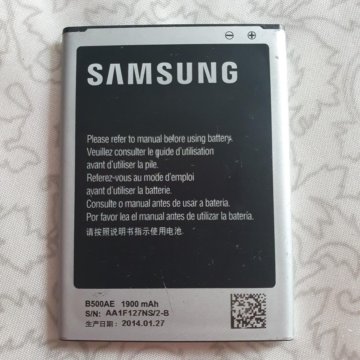 SAMSUNG
Please refer to manual before using battery.
Veuillez consulter le guide d'utilisation
avant d'utiliser la pile.
Referez-vous au mode d'emploi
avant d'utiliser la batterie.
Consulte o manual antes de usar a bateria.
Por favor lea el manual antes de utilizar la bateria.
请按照说明书指示使用电池.
B500AE 1900 mAh
S/N: AA1F127NS/2-B
生产日期: 2014.01.27